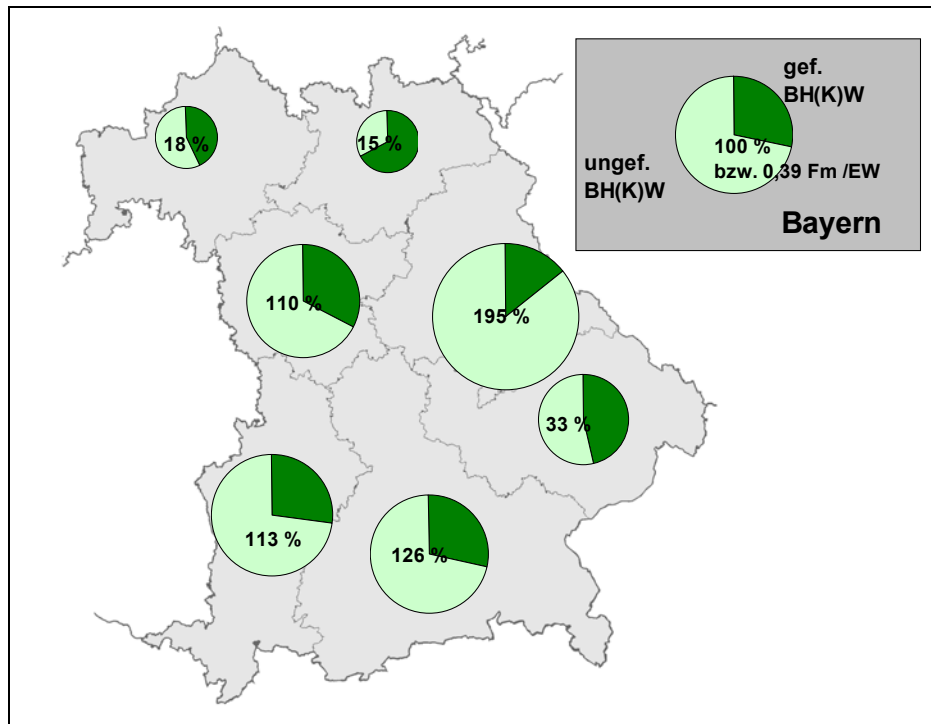 gef.
BH(K)W
18 %
15 %
100 %
ungef.
bzw. 0,39 Fm /EW
BH(K)W
Bayern
110 %
195 %
33 %
113 %
126 %